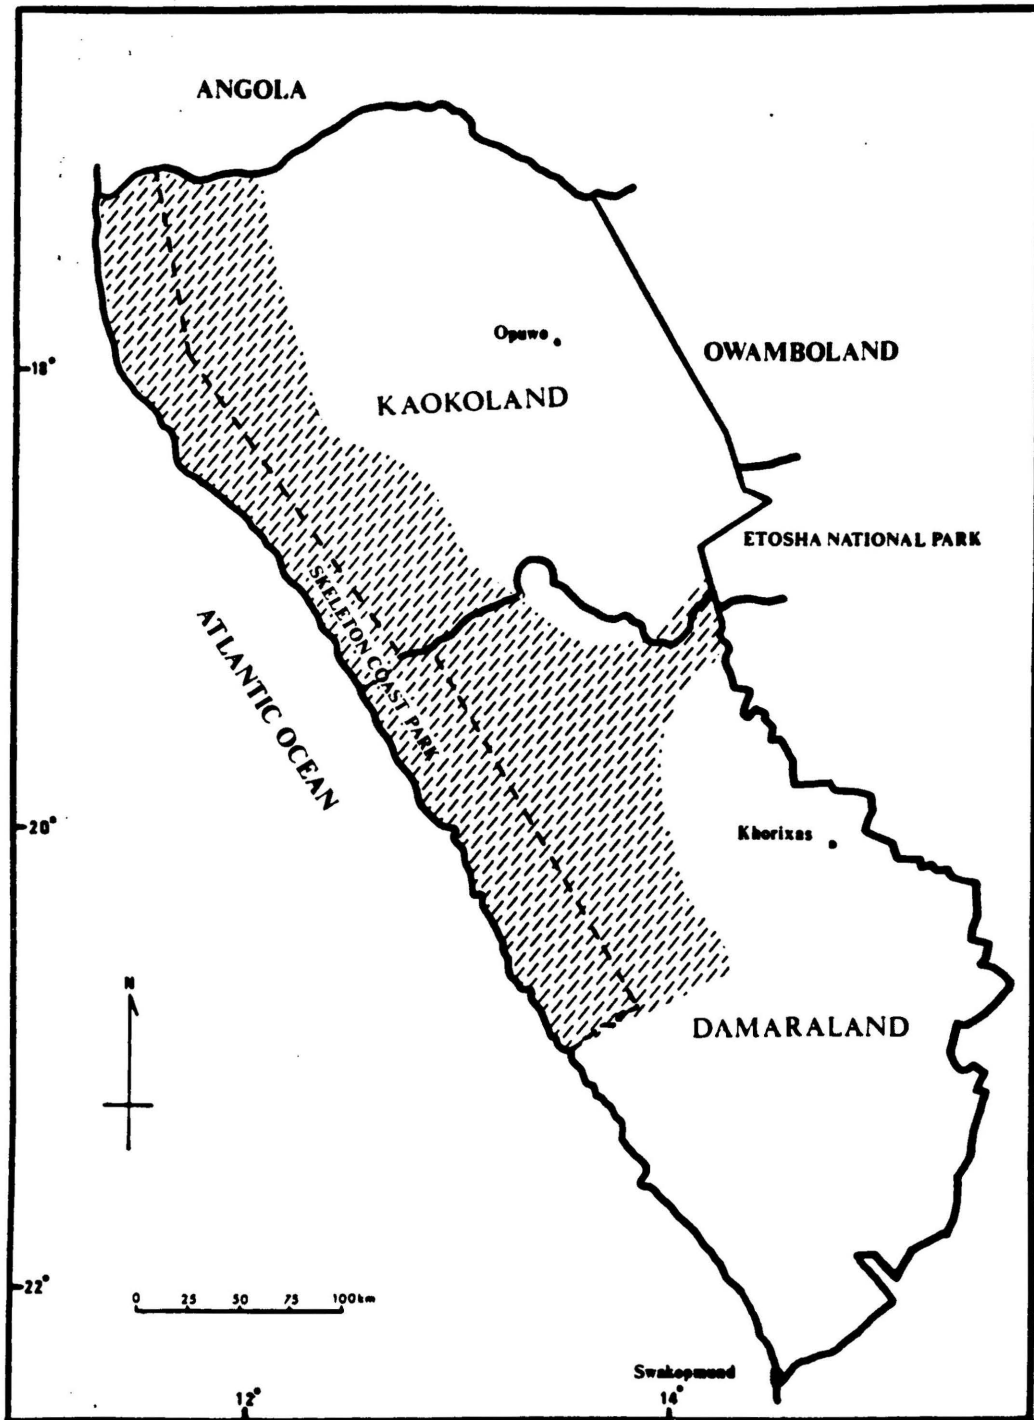 ANGOLA
Opuwo
18°
OWAMBOLAND
KAOKOLAND
ETOSHA NATIONAL PARK
SKELETON COAST PARK
ATLANTIC OCEAN
20°
Khorixas
N
DAMARALAND
22°
0 25 50 75 100km
Swakopmund
12° 14°